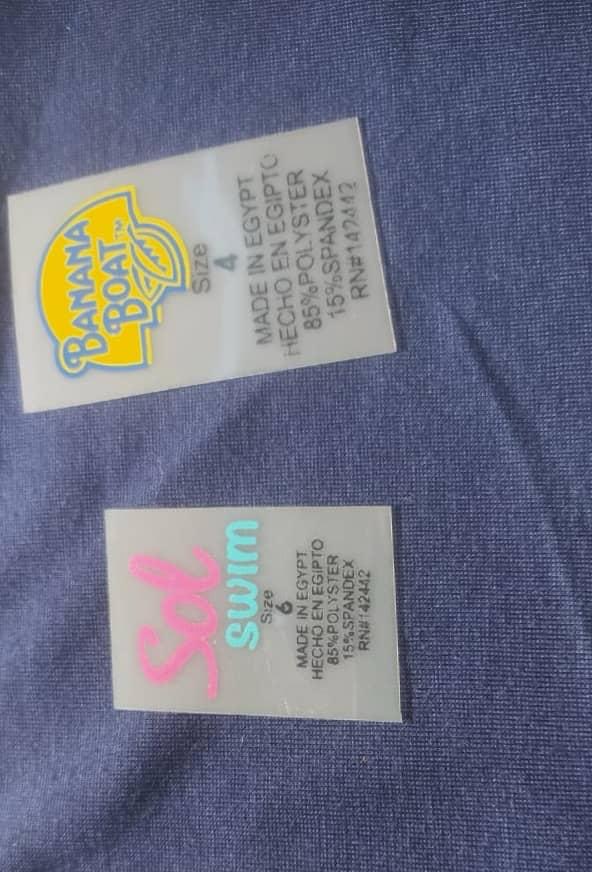 BANANA
BOAT™
Size
4
MADE IN EGYPT
HECHO EN EGIPTO
85%POLYSTER
15%SPANDEX
RN#142442
Sol
swim
Size
6
MADE IN EGYPT
HECHO EN EGIPTO
85%POLYSTER
15%SPANDEX
RN#142442